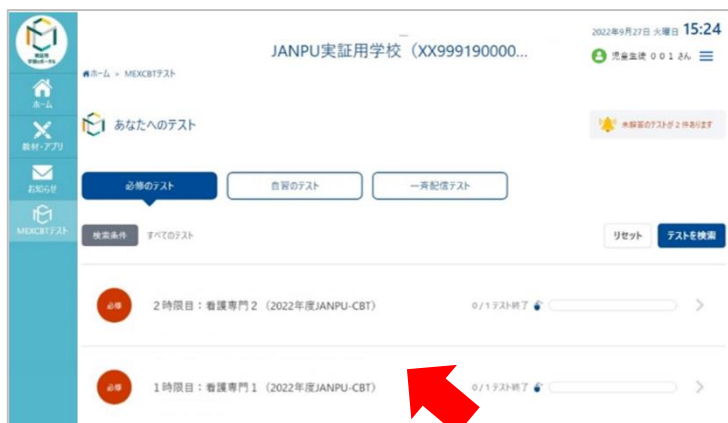 2022年9月27日 火曜日 15:24
JANPU実証用学校（XX999190000...
児童生徒 0 0 1 さん
ホーム > MEXCBTテスト
ホーム
あなたへのテスト
未解答のテストが 2 件あります
教材・アプリ
お知らせ
必修のテスト 自習のテスト 一斉配信テスト
MEXCBTテスト
検索条件 すべてのテスト リセット テストを検索
必修 2時限目：看護専門2（2022年度JANPU-CBT） 0 / 1 テスト終了
必修 1時限目：看護専門1（2022年度JANPU-CBT） 0 / 1 テスト終了